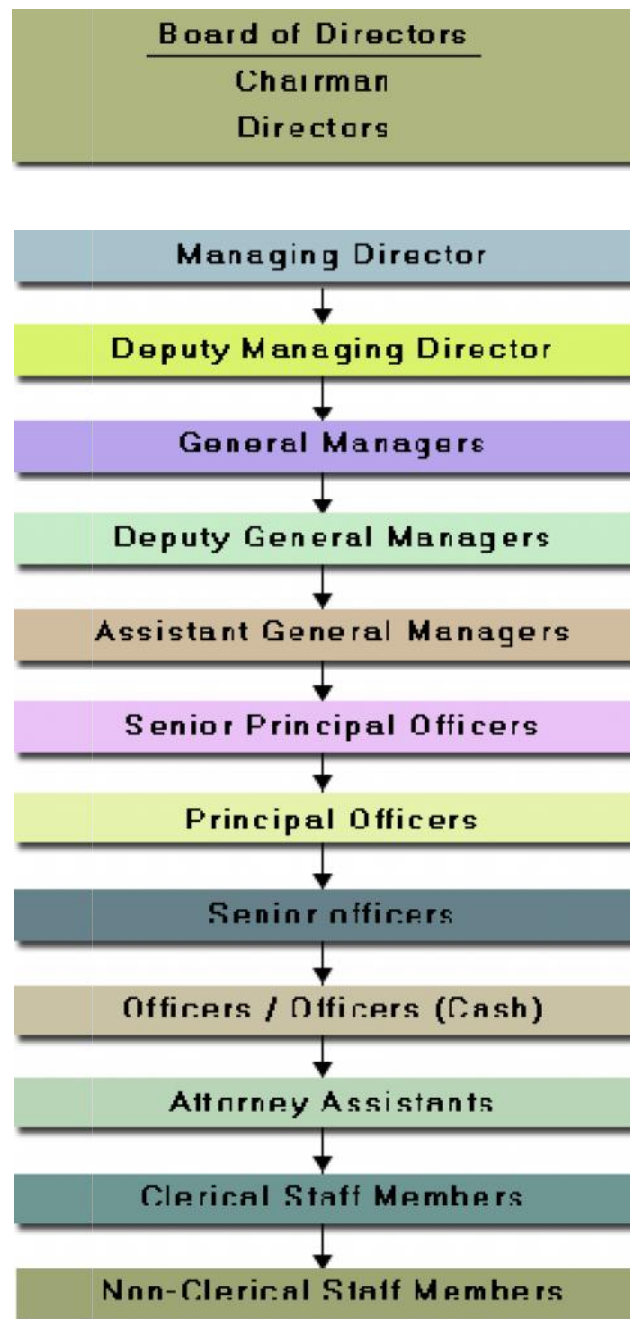 Board of Directors
Chairman
Directors
Managing Director
Deputy Managing Director
General Managers
Deputy General Managers
Assistant General Managers
Senior Principal Officers
Principal Officers
Senior officers
Officers / Officers (Cash)
Attorney Assistants
Clerical Staff Members
Non-Clerical Staff Members